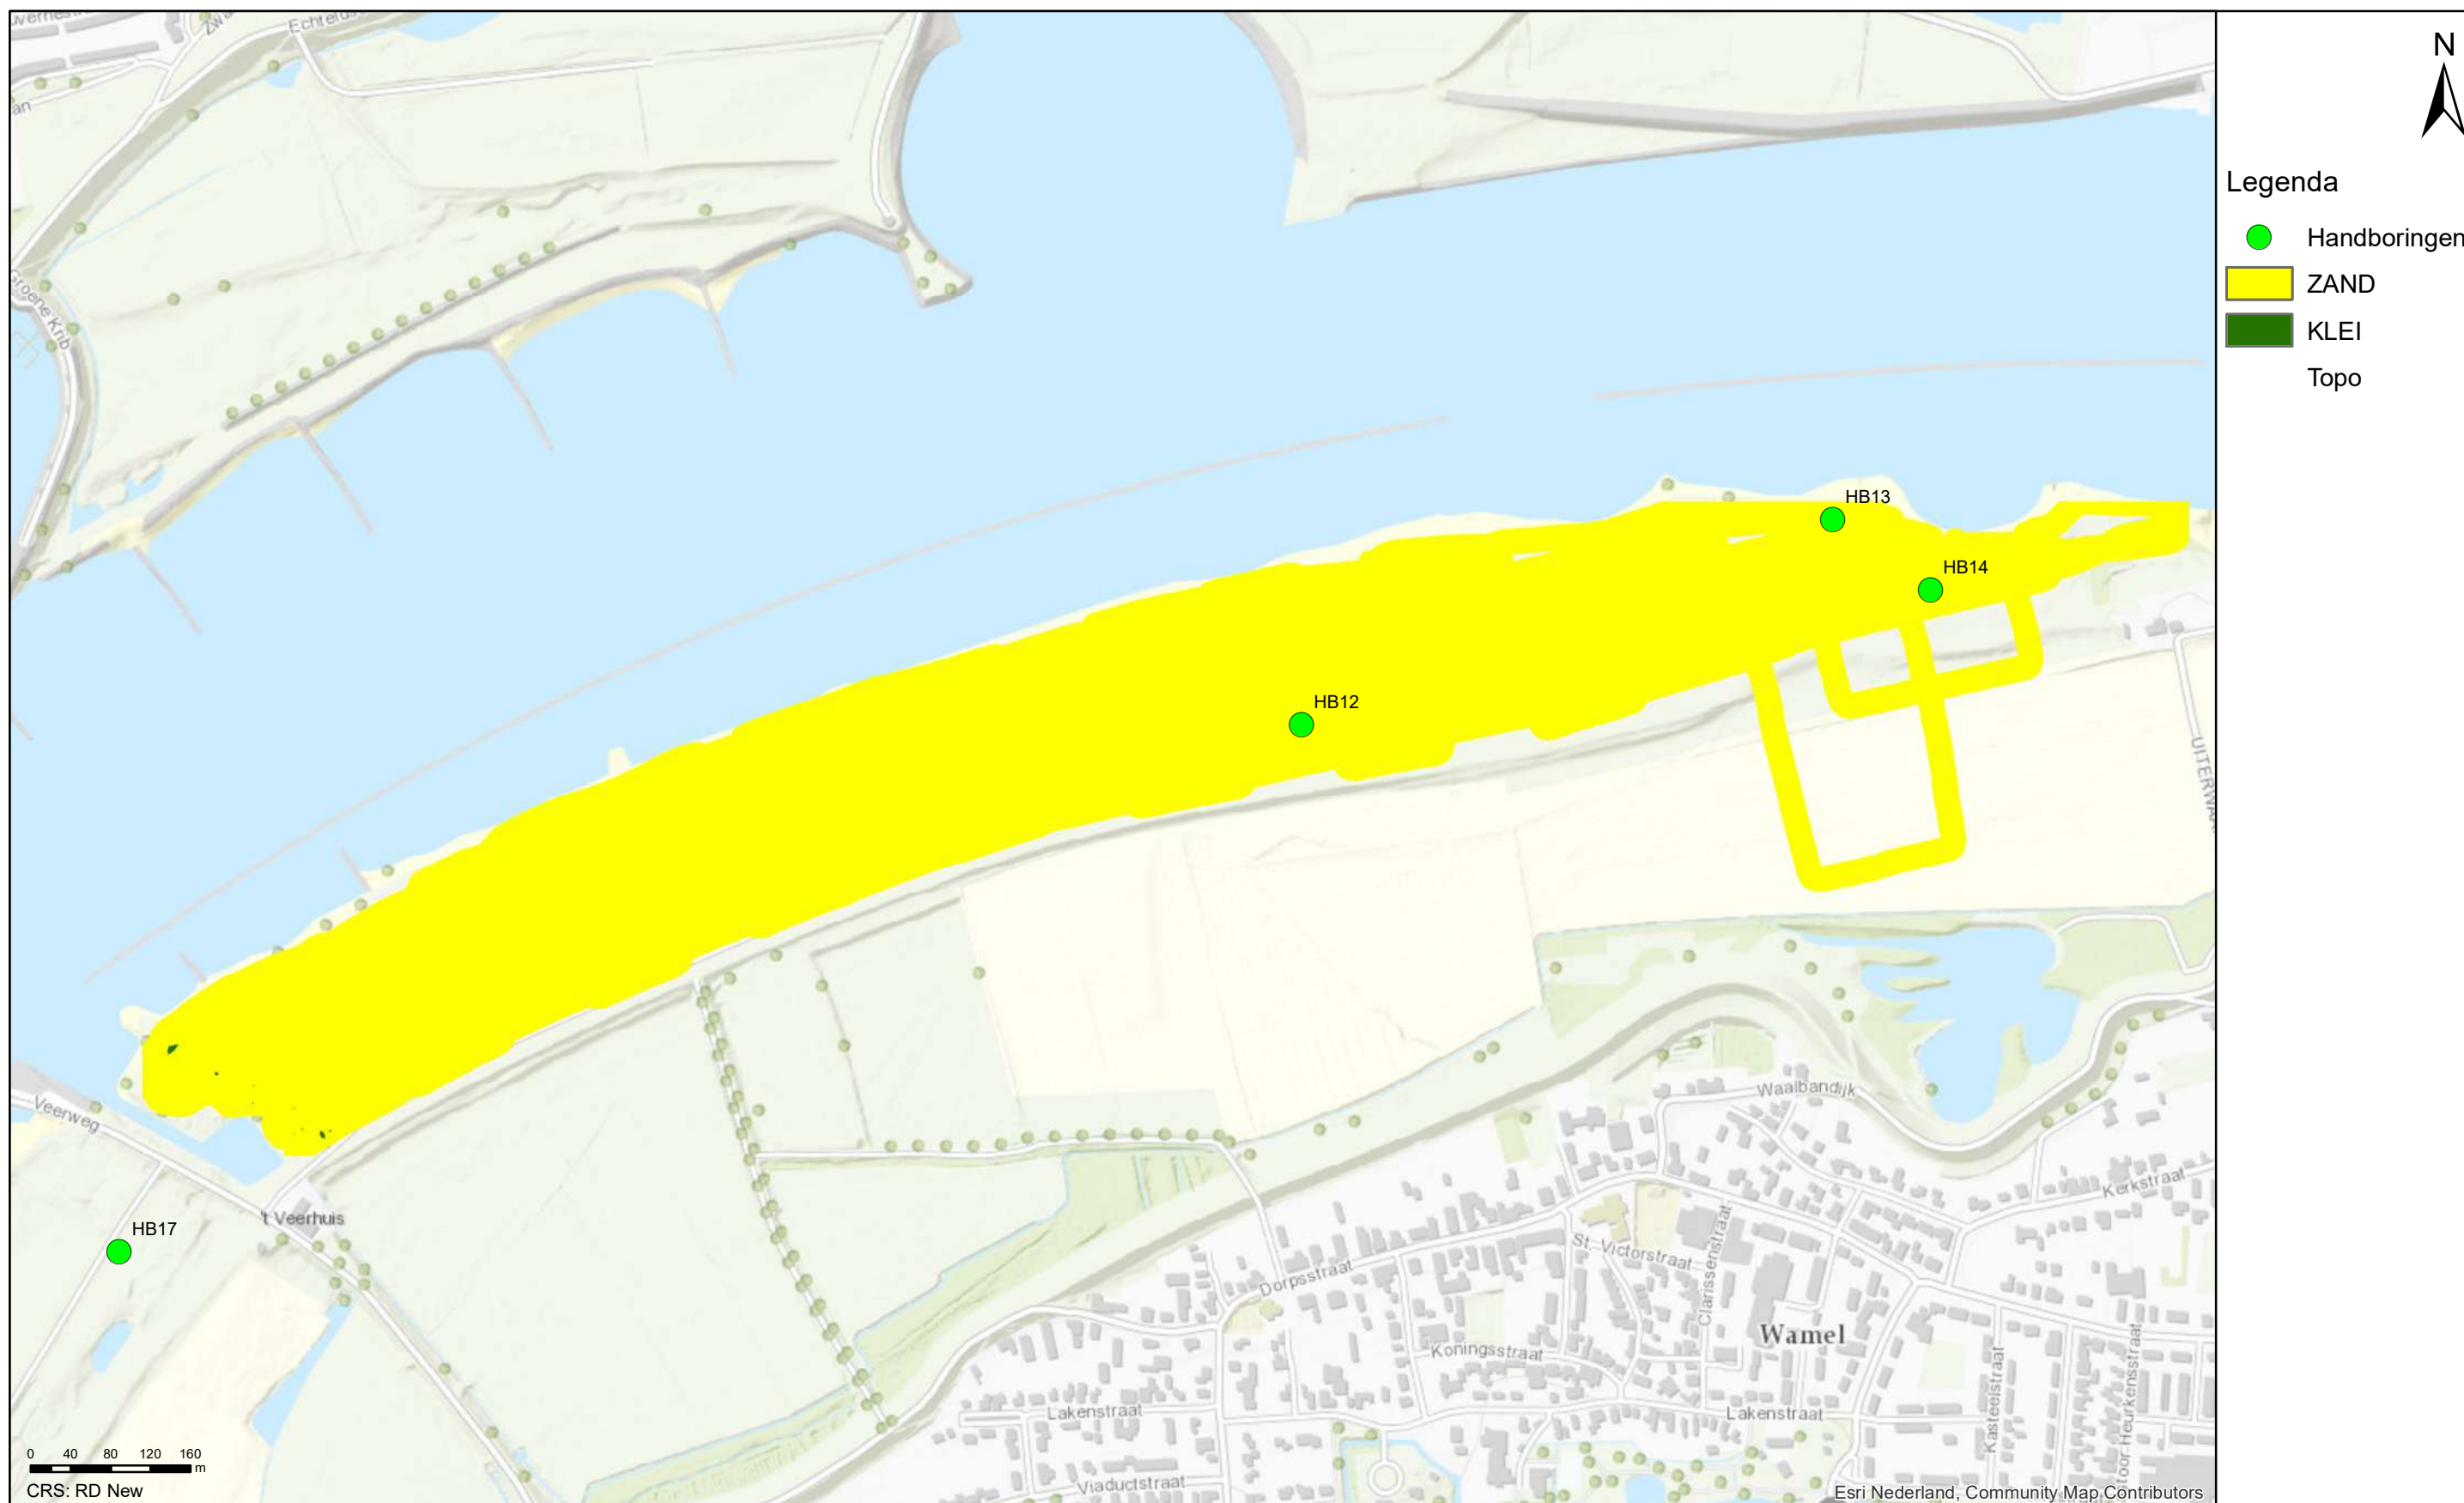 Groene Krib
N
Legenda
Handboringen
ZAND
KLEI
Topo
HB13
HB14
HB12
HB17
Veerweg
't Veerhuis
Waalbandijk
Kerkstraat
St. Victorstraat
Clarissenstraat
Dorpsstraat
Wamel
Koningsstraat
Kasteelstraat
Lakenstraat
Lakenstraat
Viaductstraat
0 40 80 120 160
m
CRS: RD New
Esri Nederland, Community Map Contributors